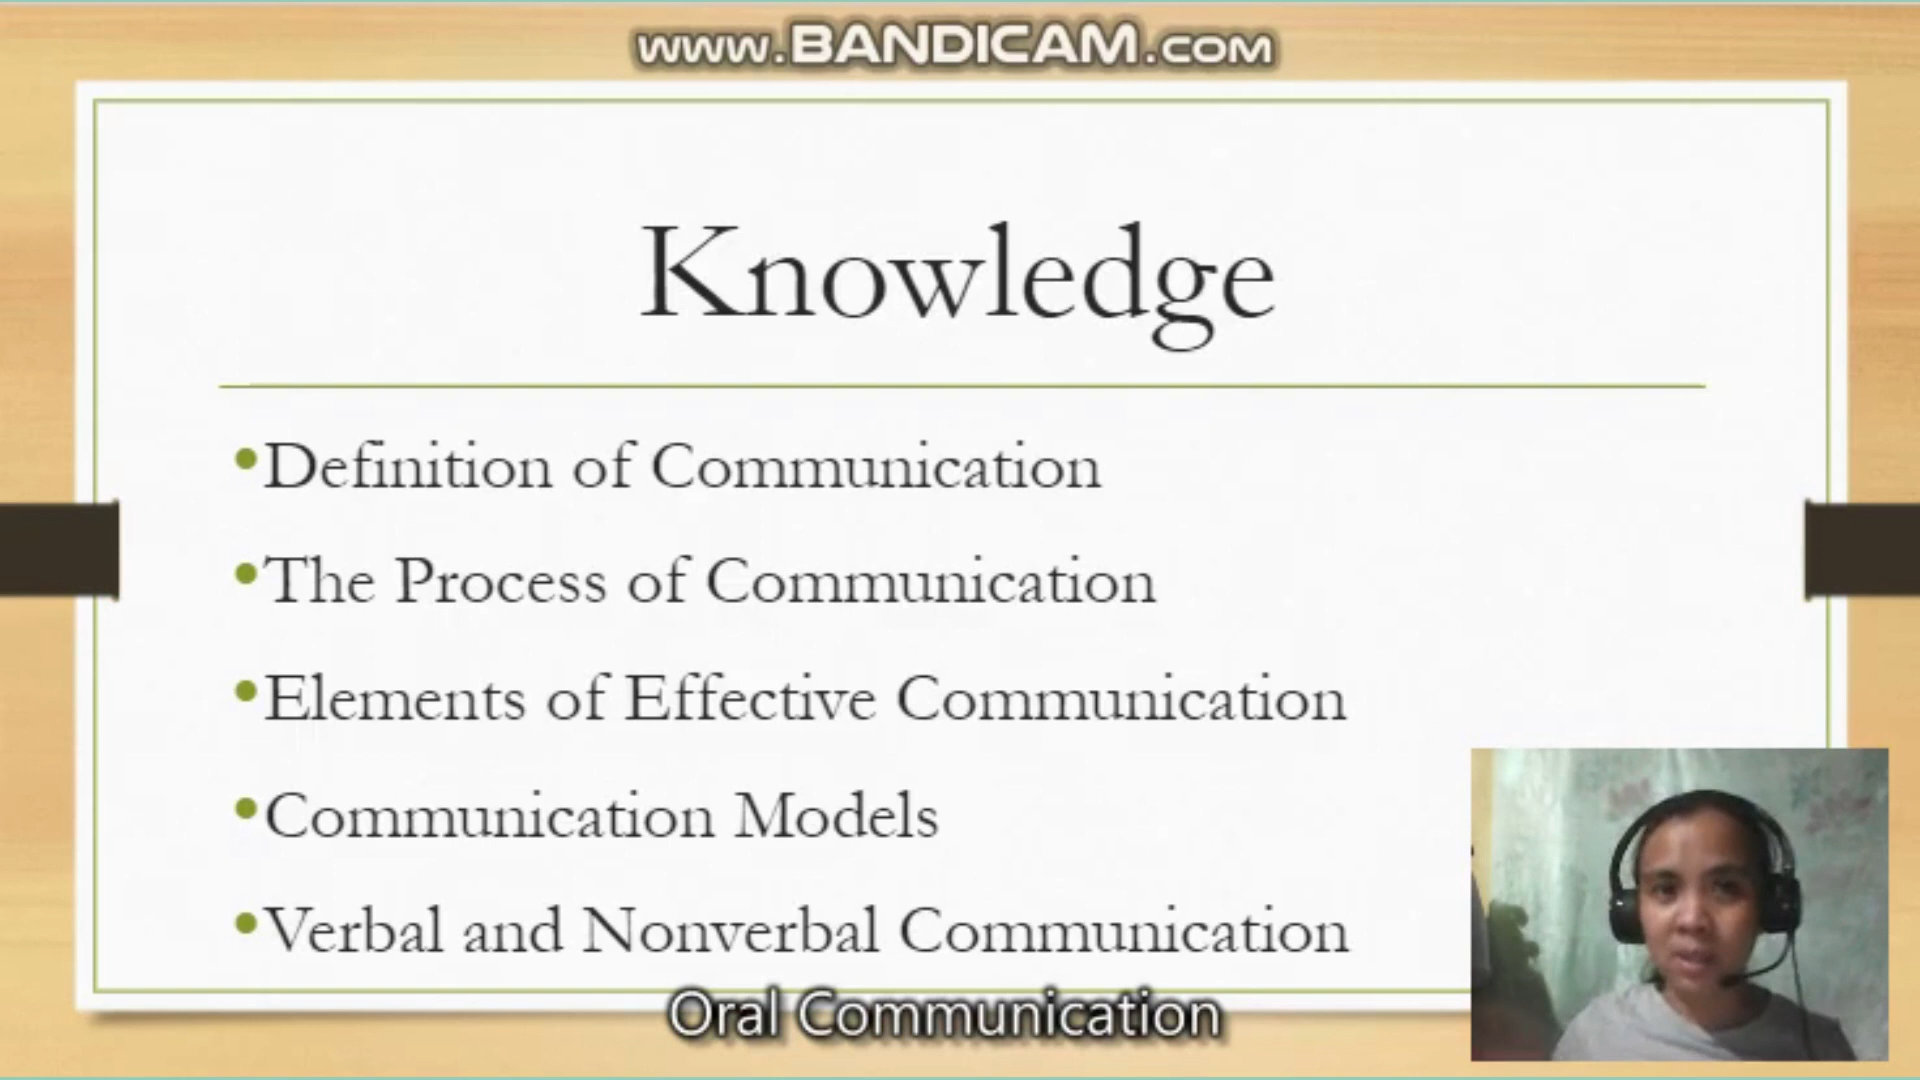 www.BANDICAM.com
Knowledge
•Definition of Communication
•The Process of Communication
•Elements of Effective Communication
•Communication Models
•Verbal and Nonverbal Communication
Oral Communication